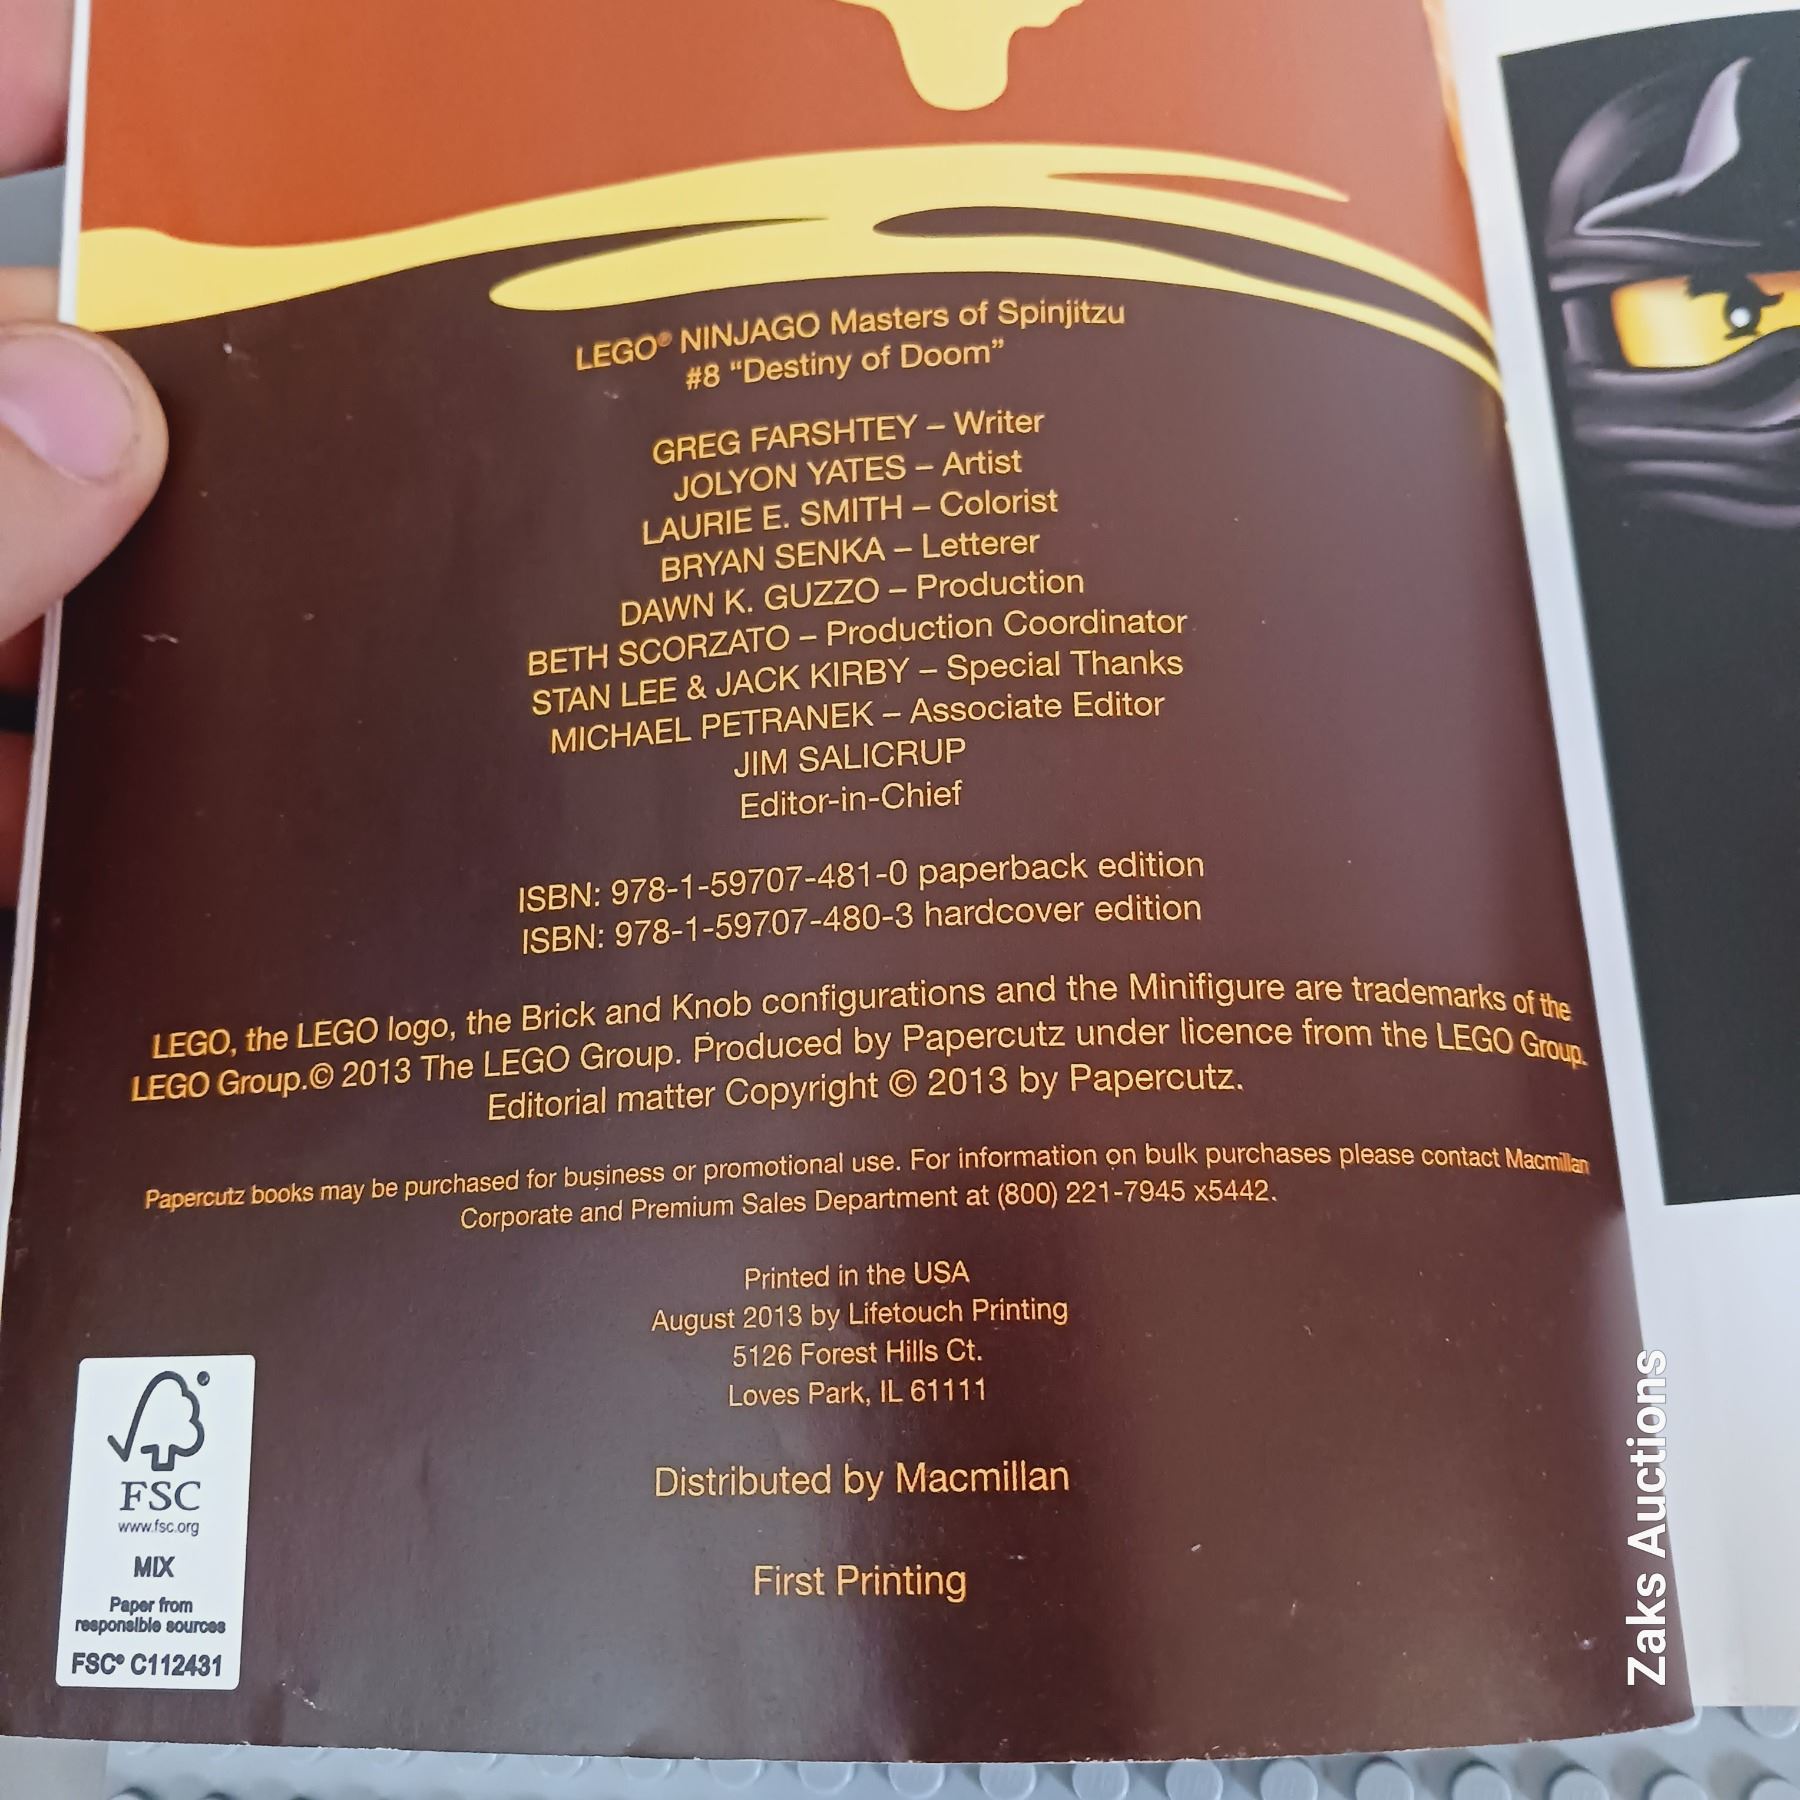 LEGO® NINJAGO Masters of Spinjitzu
#8 “Destiny of Doom”
GREG FARSHTEY – Writer
JOLYON YATES – Artist
LAURIE E. SMITH – Colorist
BRYAN SENKA – Letterer
DAWN K. GUZZO – Production
BETH SCORZATO – Production Coordinator
STAN LEE & JACK KIRBY – Special Thanks
MICHAEL PETRANEK – Associate Editor
JIM SALICRUP
Editor-in-Chief
ISBN: 978-1-59707-481-0 paperback edition
ISBN: 978-1-59707-480-3 hardcover edition
LEGO, the LEGO logo, the Brick and Knob configurations and the Minifigure are trademarks of the
LEGO Group.© 2013 The LEGO Group. Produced by Papercutz under licence from the LEGO Group.
Editorial matter Copyright © 2013 by Papercutz.
Papercutz books may be purchased for business or promotional use. For information on bulk purchases please contact Macmillan
Corporate and Premium Sales Department at (800) 221-7945 x5442.
Printed in the USA
August 2013 by Lifetouch Printing
5126 Forest Hills Ct.
Loves Park, IL 61111
Distributed by Macmillan
First Printing
FSC
www.fsc.org
MIX
Paper from
responsible sources
FSC® C112431
Zaks Auctions